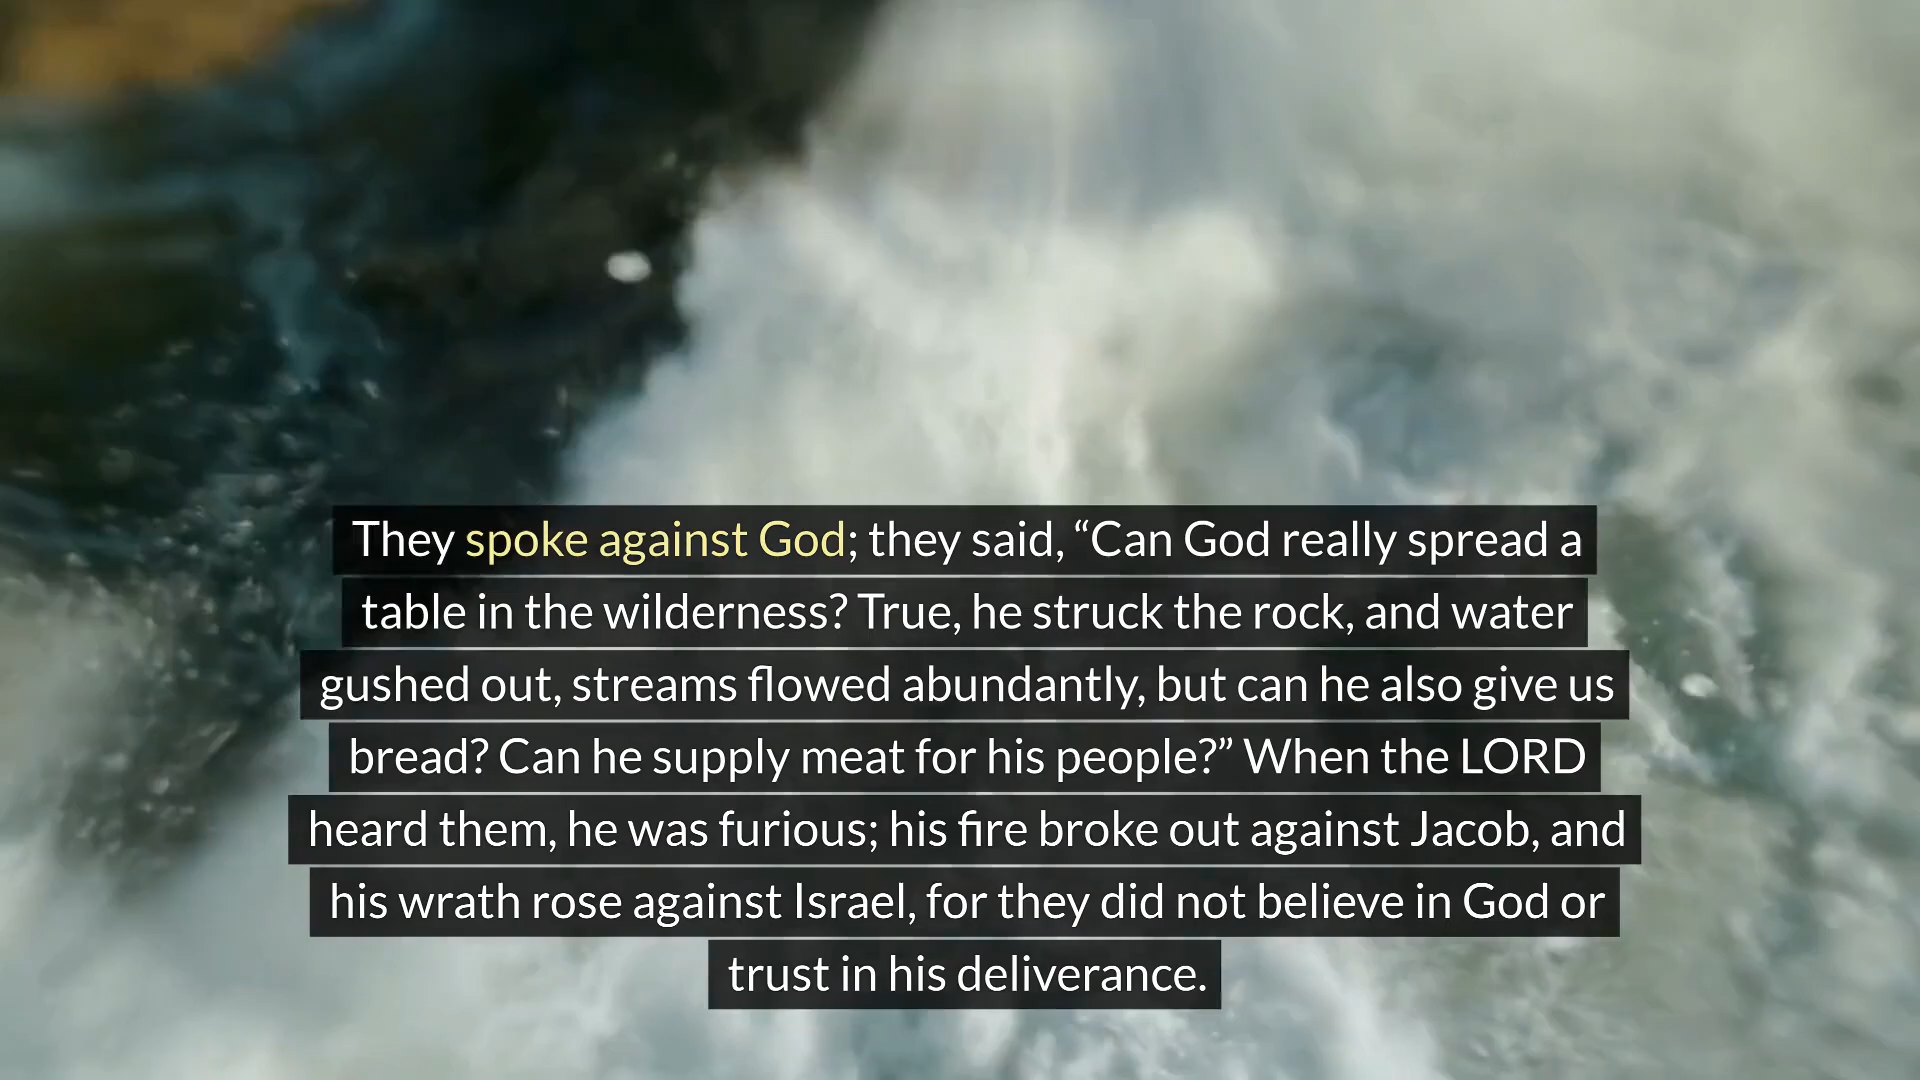 They spoke against God; they said, “Can God really spread a
table in the wilderness? True, he struck the rock, and water
gushed out, streams flowed abundantly, but can he also give us
bread? Can he supply meat for his people?” When the LORD
heard them, he was furious; his fire broke out against Jacob, and
his wrath rose against Israel, for they did not believe in God or
trust in his deliverance.